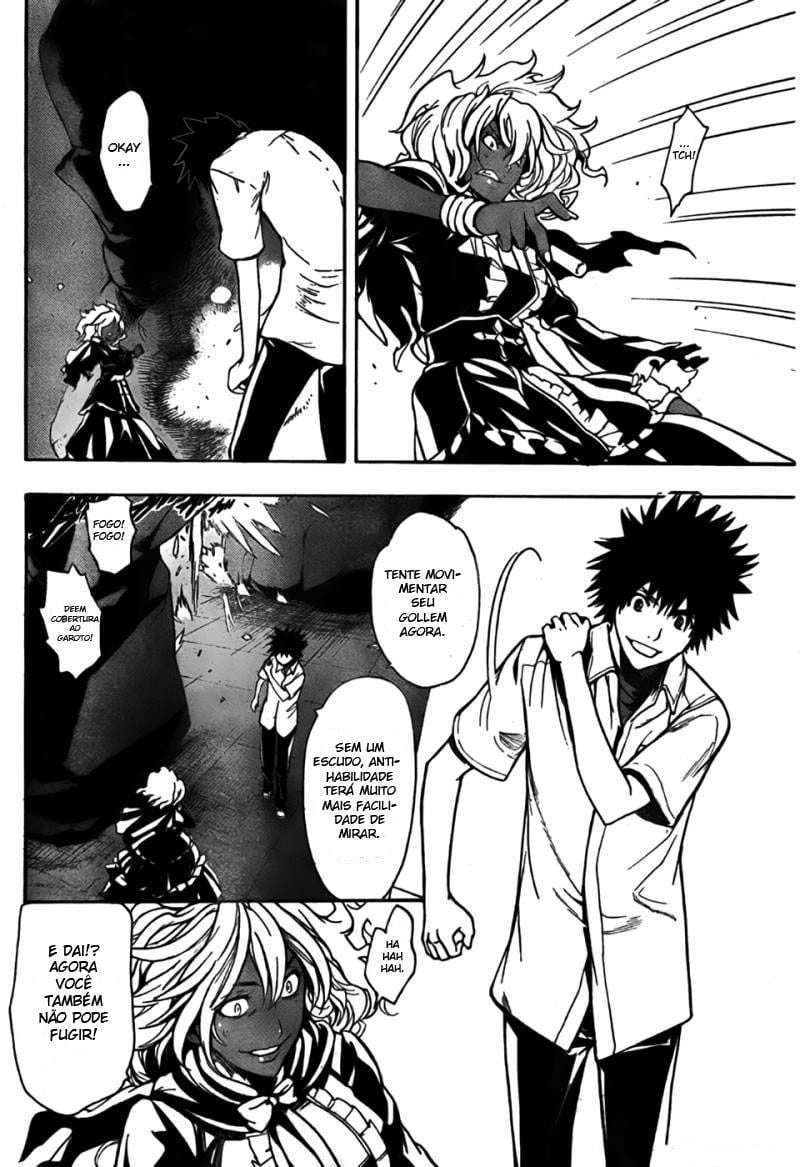 OKAY
...
...
TCH!
FOGO!
FOGO!
DEEM
COBERTURA
AO
GAROTO!
TENTE MOVI-
MENTAR
SEU
GOLLEM
AGORA.
SEM UM
ESCUDO, ANTI-
HABILIDADE
TERÁ MUITO
MAIS FACILI-
DADE DE
MIRAR.
E DAI!?
AGORA
VOCÊ
TAMBÉM
NÃO PODE
FUGIR!
HA
HAH
HAH.